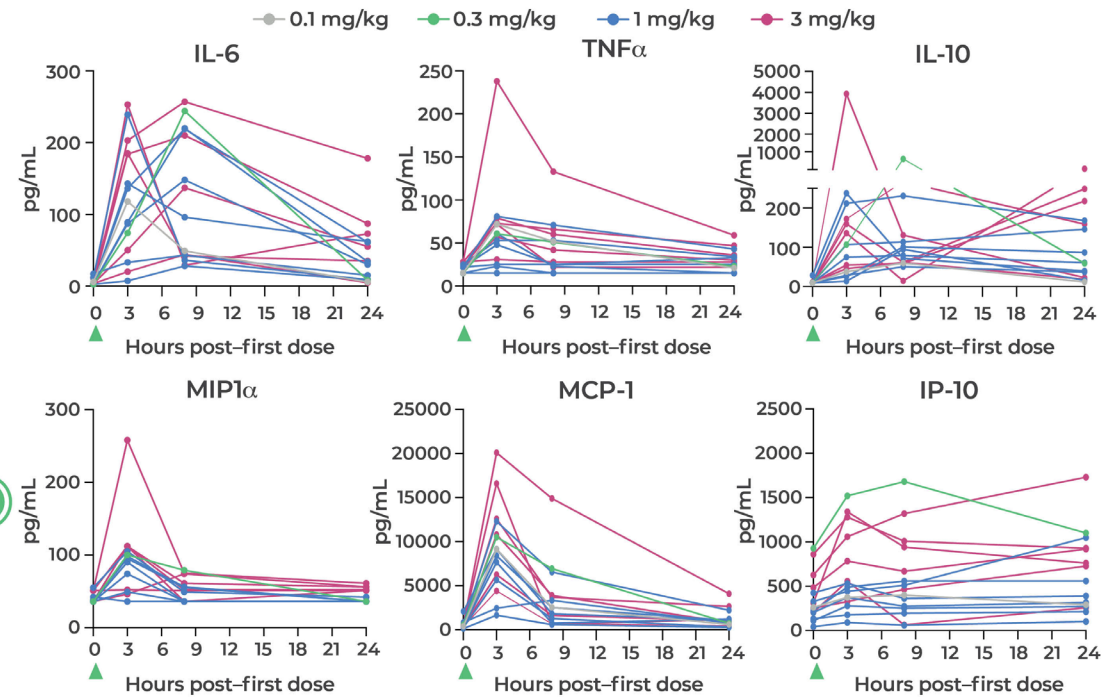 0.1 mg/kg 0.3 mg/kg 1 mg/kg 3 mg/kg
IL-6
pg/mL
300
200
100
0
0 3 6 9 12 15 18 21 24
Hours post–first dose
TNFα
pg/mL
250
200
150
100
50
0
0 3 6 9 12 15 18 21 24
Hours post–first dose
IL-10
pg/mL
5000
4000
3000
2000
1000
200
100
0
0 3 6 9 12 15 18 21 24
Hours post–first dose
MIP1α
pg/mL
300
200
100
0
0 3 6 9 12 15 18 21 24
Hours post–first dose
MCP-1
pg/mL
25000
20000
15000
10000
5000
0
0 3 6 9 12 15 18 21 24
Hours post–first dose
IP-10
pg/mL
2500
2000
1500
1000
500
0
0 3 6 9 12 15 18 21 24
Hours post–first dose